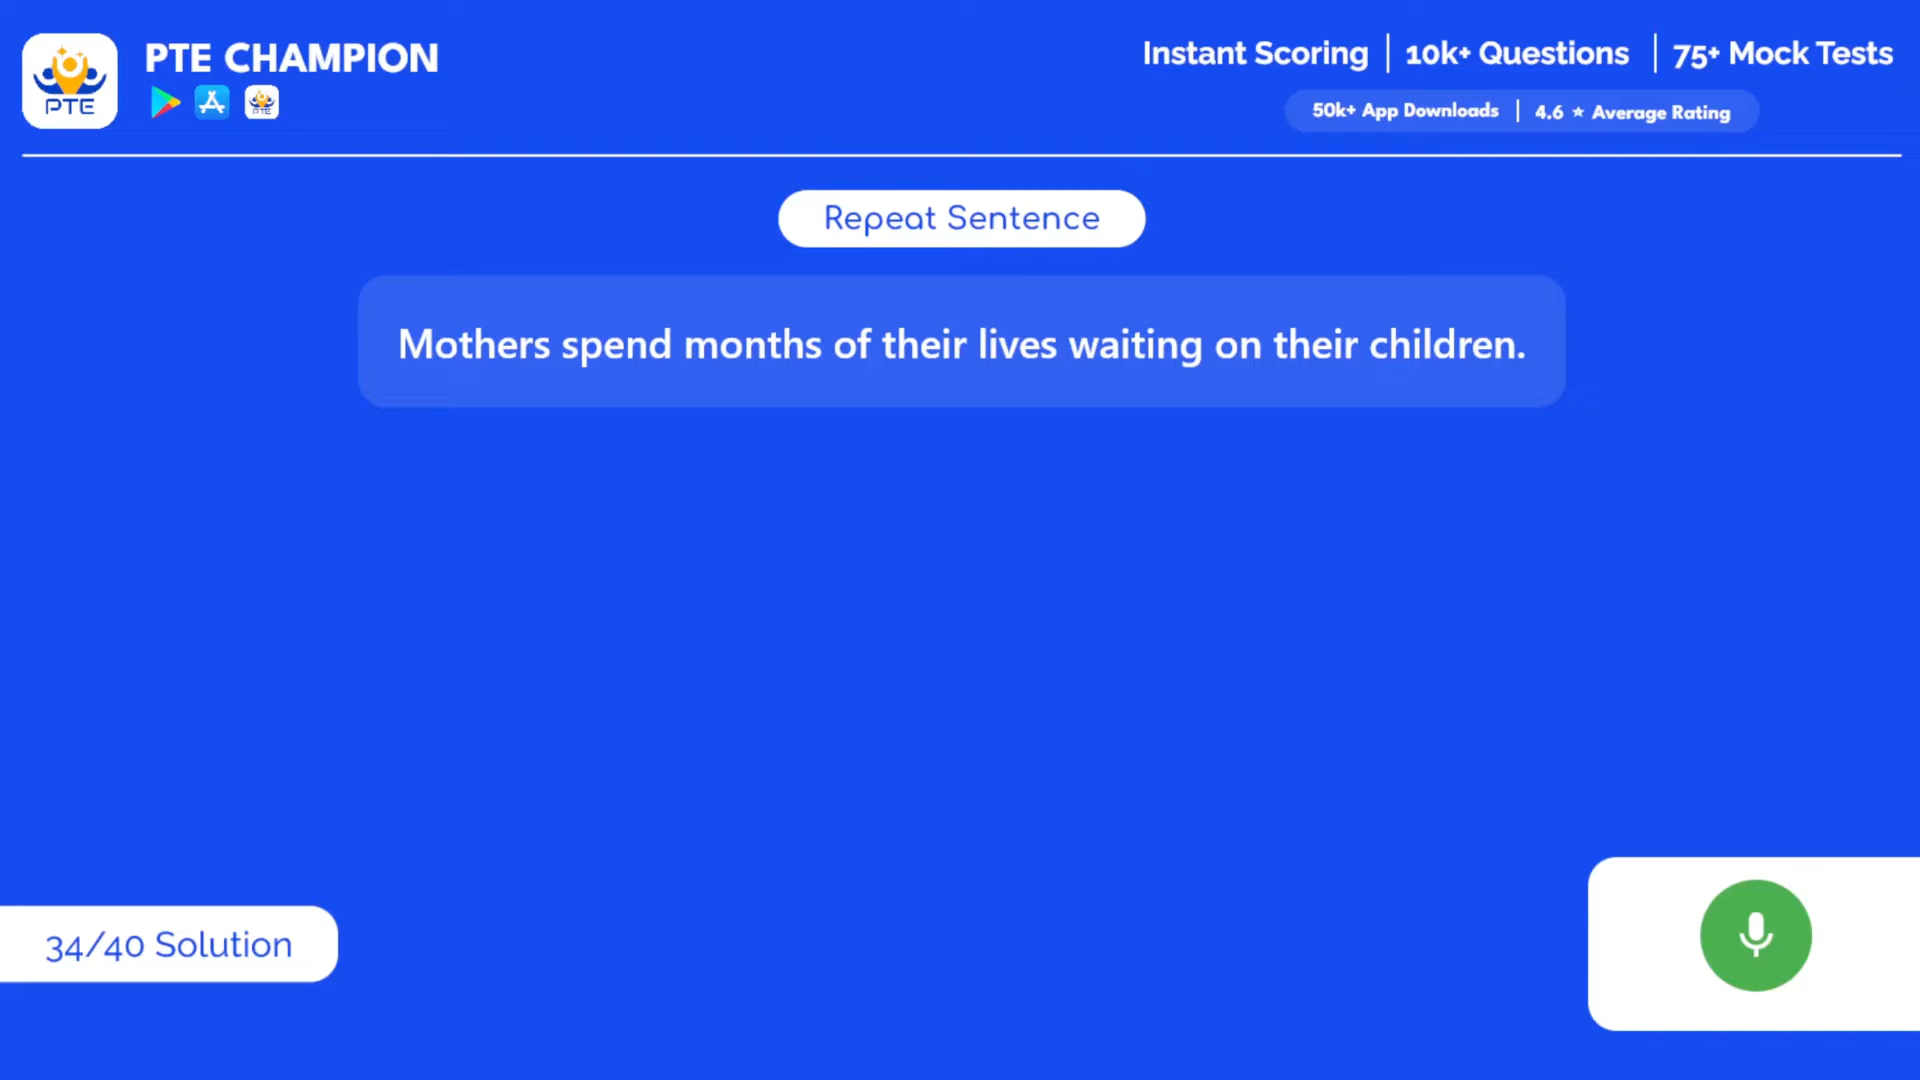 PTE CHAMPION
PTE
PTE
Instant Scoring | 10k+ Questions | 75+ Mock Tests
50k+ App Downloads | 4.6 ★ Average Rating
Repeat Sentence
Mothers spend months of their lives waiting on their children.
34/40 Solution